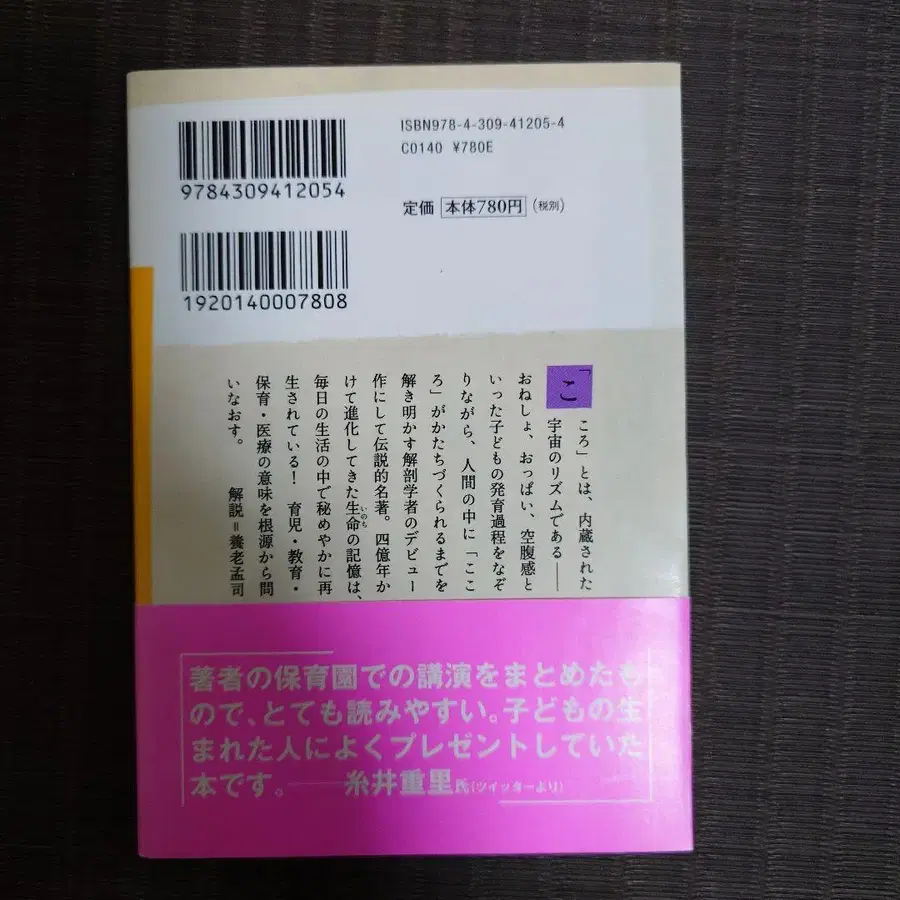 ISBN978-4-309-41205-4
C0140 ¥780E
9784309412054
定価 本体780円(税別)
1920140007808
「こころ」とは、内蔵された
宇宙のリズムである――
おねしょ、おっぱい、空腹感と
いった子どもの発育過程をなぞ
りながら、人間の中に「ここ
ろ」がかたちづくられるまでを
解き明かす解剖学者のデビュー
作にして伝説的名著。四億年か
けて進化してきた生命の記憶は、
いのち
毎日の生活の中で秘めやかに再
生されている! 育児・教育・
保育・医療の意味を根源から問
いなおす。 解説=養老孟司
著者の保育園での講演をまとめたも
ので、とても読みやすい。子どもの生
まれた人によくプレゼントしていた
本です。――糸井重里氏(ツイッターより)